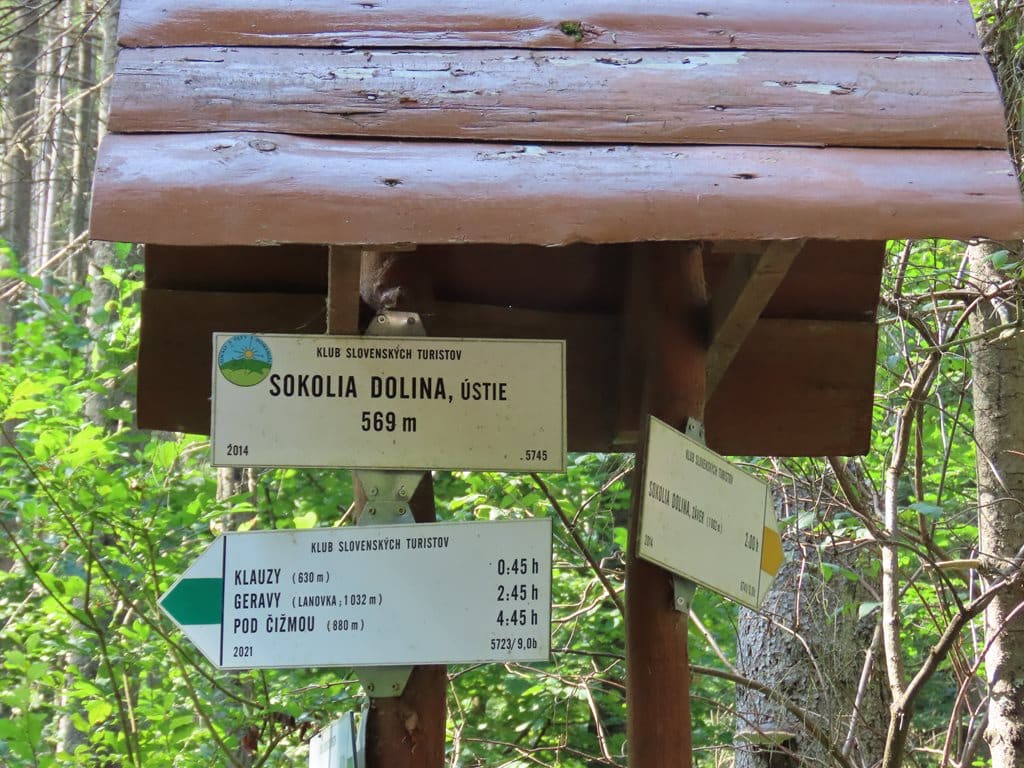 KLUB SLOVENSKÝCH TURISTOV
SOKOLIA DOLINA, ÚSTIE
569 m
2014 5745
KLUB SLOVENSKÝCH TURISTOV
KLAUZY (630 m) 0:45 h
GERAVY (LANOVKA; 1 032 m) 2:45 h
POD ČIŽMOU (880 m) 4:45 h
2021 5723/9,0b
KLUB SLOVENSKÝCH TURISTOV
SOKOLIA DOLINA, ZÁVER 2:00 h
2014